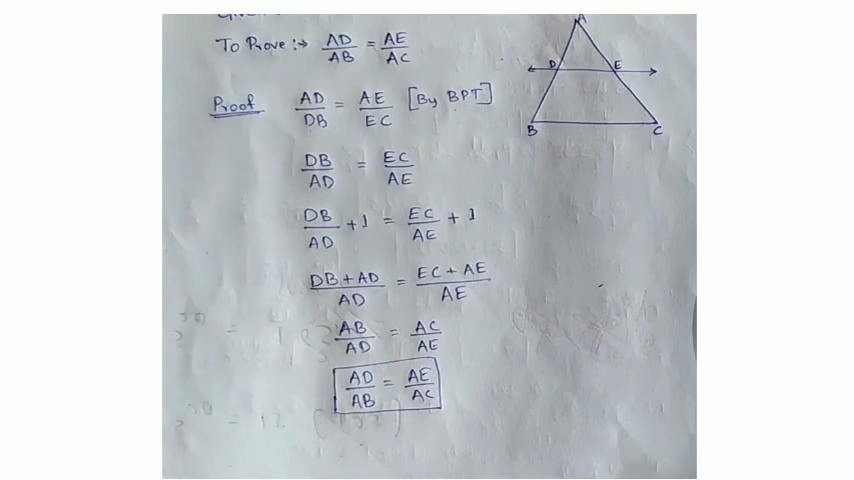 To Prove :→ AD/AB = AE/AC
Proof AD/DB = AE/EC [By BPT]
DB/AD = EC/AE
DB/AD + 1 = EC/AE + 1
DB + AD/AD = EC + AE/AE
AB/AD = AC/AE
AD/AB = AE/AC
A
D E
B C